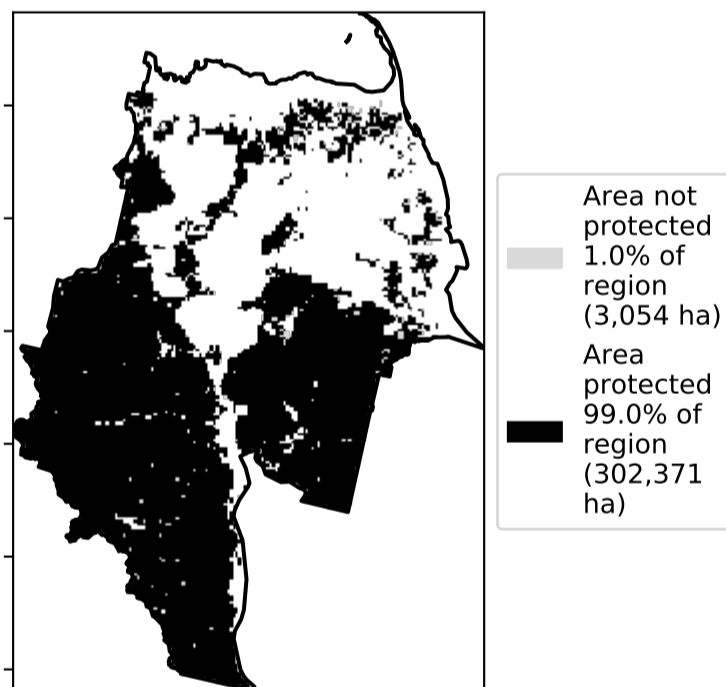 Area not
protected
1.0% of
region
(3,054 ha)
Area
protected
99.0% of
region
(302,371
ha)